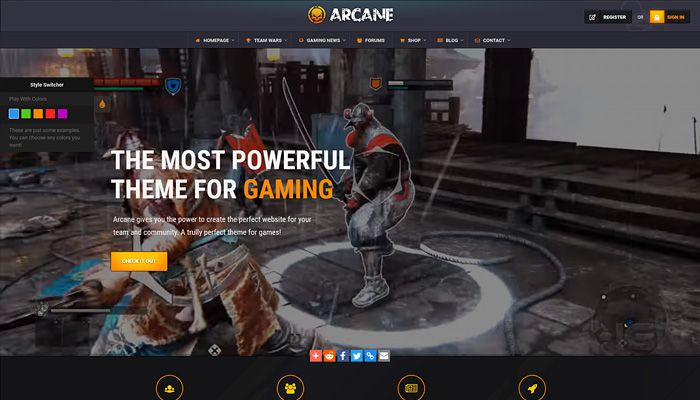 ARCANE
REGISTER
OR
SIGN IN
HOMEPAGE
TEAM WARS
GAMING NEWS
FORUMS
SHOP
BLOG
CONTACT
Style Switcher
Play With Colors
These are just some examples.
You can choose any colors you
want!
THE MOST POWERFUL
THEME FOR GAMING
Arcane gives you the power to create the perfect website for your
team and community. A trully perfect theme for games!
CHECK IT OUT